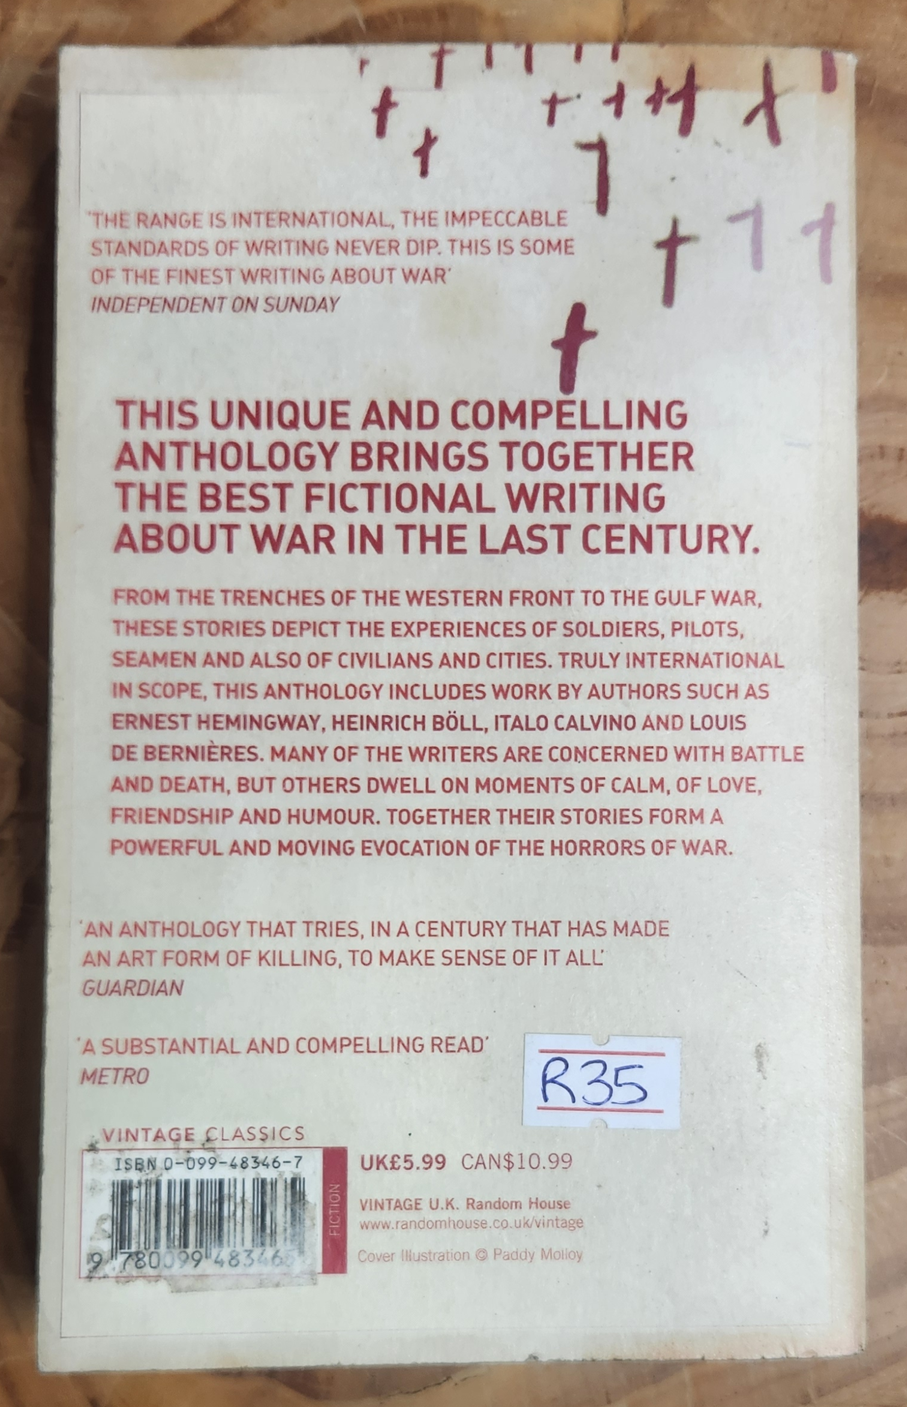 'THE RANGE IS INTERNATIONAL, THE IMPECCABLE
STANDARDS OF WRITING NEVER DIP. THIS IS SOME
OF THE FINEST WRITING ABOUT WAR'
INDEPENDENT ON SUNDAY
THIS UNIQUE AND COMPELLING
ANTHOLOGY BRINGS TOGETHER
THE BEST FICTIONAL WRITING
ABOUT WAR IN THE LAST CENTURY.
FROM THE TRENCHES OF THE WESTERN FRONT TO THE GULF WAR,
THESE STORIES DEPICT THE EXPERIENCES OF SOLDIERS, PILOTS,
SEAMEN AND ALSO OF CIVILIANS AND CITIES. TRULY INTERNATIONAL
IN SCOPE, THIS ANTHOLOGY INCLUDES WORK BY AUTHORS SUCH AS
ERNEST HEMINGWAY, HEINRICH BÖLL, ITALO CALVINO AND LOUIS
DE BERNIÈRES. MANY OF THE WRITERS ARE CONCERNED WITH BATTLE
AND DEATH, BUT OTHERS DWELL ON MOMENTS OF CALM, OF LOVE,
FRIENDSHIP AND HUMOUR. TOGETHER THEIR STORIES FORM A
POWERFUL AND MOVING EVOCATION OF THE HORRORS OF WAR.
'AN ANTHOLOGY THAT TRIES, IN A CENTURY THAT HAS MADE
AN ART FORM OF KILLING, TO MAKE SENSE OF IT ALL.'
GUARDIAN
'A SUBSTANTIAL AND COMPELLING READ'
METRO
R35
VINTAGE CLASSICS
ISBN 0-099-48346-7
FICTION
9 780099 483465
UK£5.99 CAN$10.99
VINTAGE U.K. Random House
www.randomhouse.co.uk/vintage
Cover Illustration © Paddy Molloy